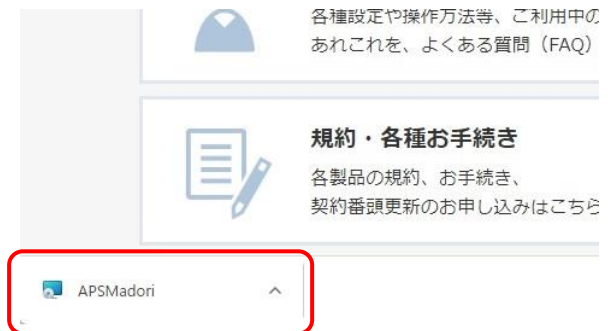 各種設定や操作方法等、ご利用中の
あれこれを、よくある質問（FAQ）
規約・各種お手続き
各製品の規約、お手続き、
契約番頭更新のお申し込みはこちら
APSMadori